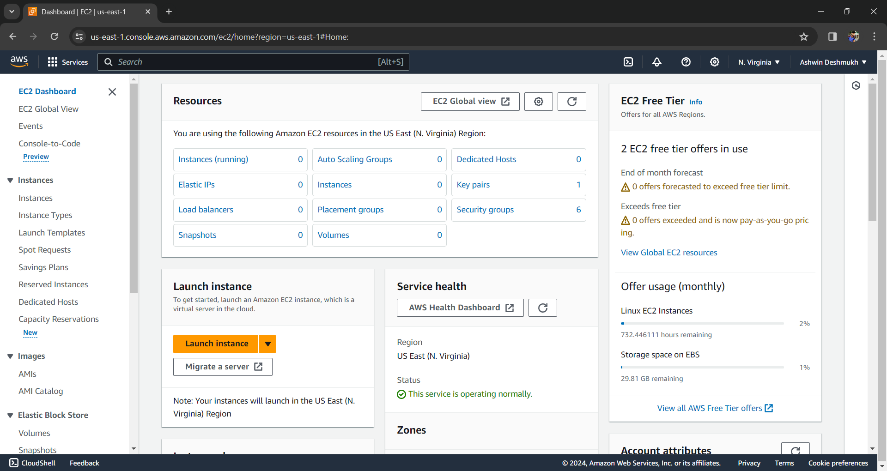 Dashboard | EC2 | us-east-1
us-east-1.console.aws.amazon.com/ec2/home?region=us-east-1#Home:
aws
Services
Search
[Alt+S]
N. Virginia
Ashwin Deshmukh
EC2 Dashboard
EC2 Global View
Events
Console-to-Code
Preview
Instances
Instances
Instance Types
Launch Templates
Spot Requests
Savings Plans
Reserved Instances
Dedicated Hosts
Capacity Reservations
New
Images
AMIs
AMI Catalog
Elastic Block Store
Volumes
Snapshots
Resources
EC2 Global view
You are using the following Amazon EC2 resources in the US East (N. Virginia) Region:
Instances (running) 0
Auto Scaling Groups 0
Dedicated Hosts 0
Elastic IPs 0
Instances 0
Key pairs 1
Load balancers 0
Placement groups 0
Security groups 6
Snapshots 0
Volumes 0
Launch instance
To get started, launch an Amazon EC2 instance, which is a
virtual server in the cloud.
Launch instance
Migrate a server
Note: Your instances will launch in the US East (N.
Virginia) Region
Service health
AWS Health Dashboard
Region
US East (N. Virginia)
Status
This service is operating normally.
Zones
EC2 Free Tier Info
Offers for all AWS Regions.
2 EC2 free tier offers in use
End of month forecast
0 offers forecasted to exceed free tier limit.
Exceeds free tier
0 offers exceeded and is now pay-as-you-go pric
ing.
View Global EC2 resources
Offer usage (monthly)
Linux EC2 Instances
2%
732.446111 hours remaining
Storage space on EBS
1%
29.81 GB remaining
View all AWS Free Tier offers
Account attributes
CloudShell
Feedback
© 2024, Amazon Web Services, Inc. or its affiliates.
Privacy
Terms
Cookie preferences